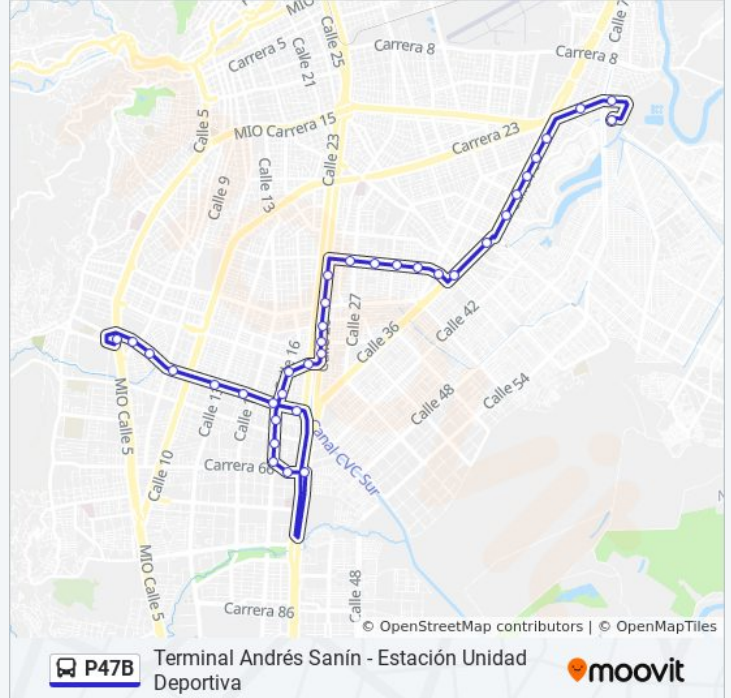 MIO
Calle 7
Carrera 8
Carrera 8
Calle 25
Carrera 5
Calle 21
Calle 5
MIO Carrera 15
Carrera 23
Calle 23
Calle 13
Calle 9
Calle 27
Calle 42
Calle 36
Calle 16
MIO Calle 5
Calle 48
Calle 54
Canal CVC-Sur
Calle 10
MIO Calle 5
Calle 48
Carrera 86
© OpenStreetMap contributors | © OpenMapTiles
P47B
Terminal Andrés Sanín - Estación Unidad
Deportiva
moovit